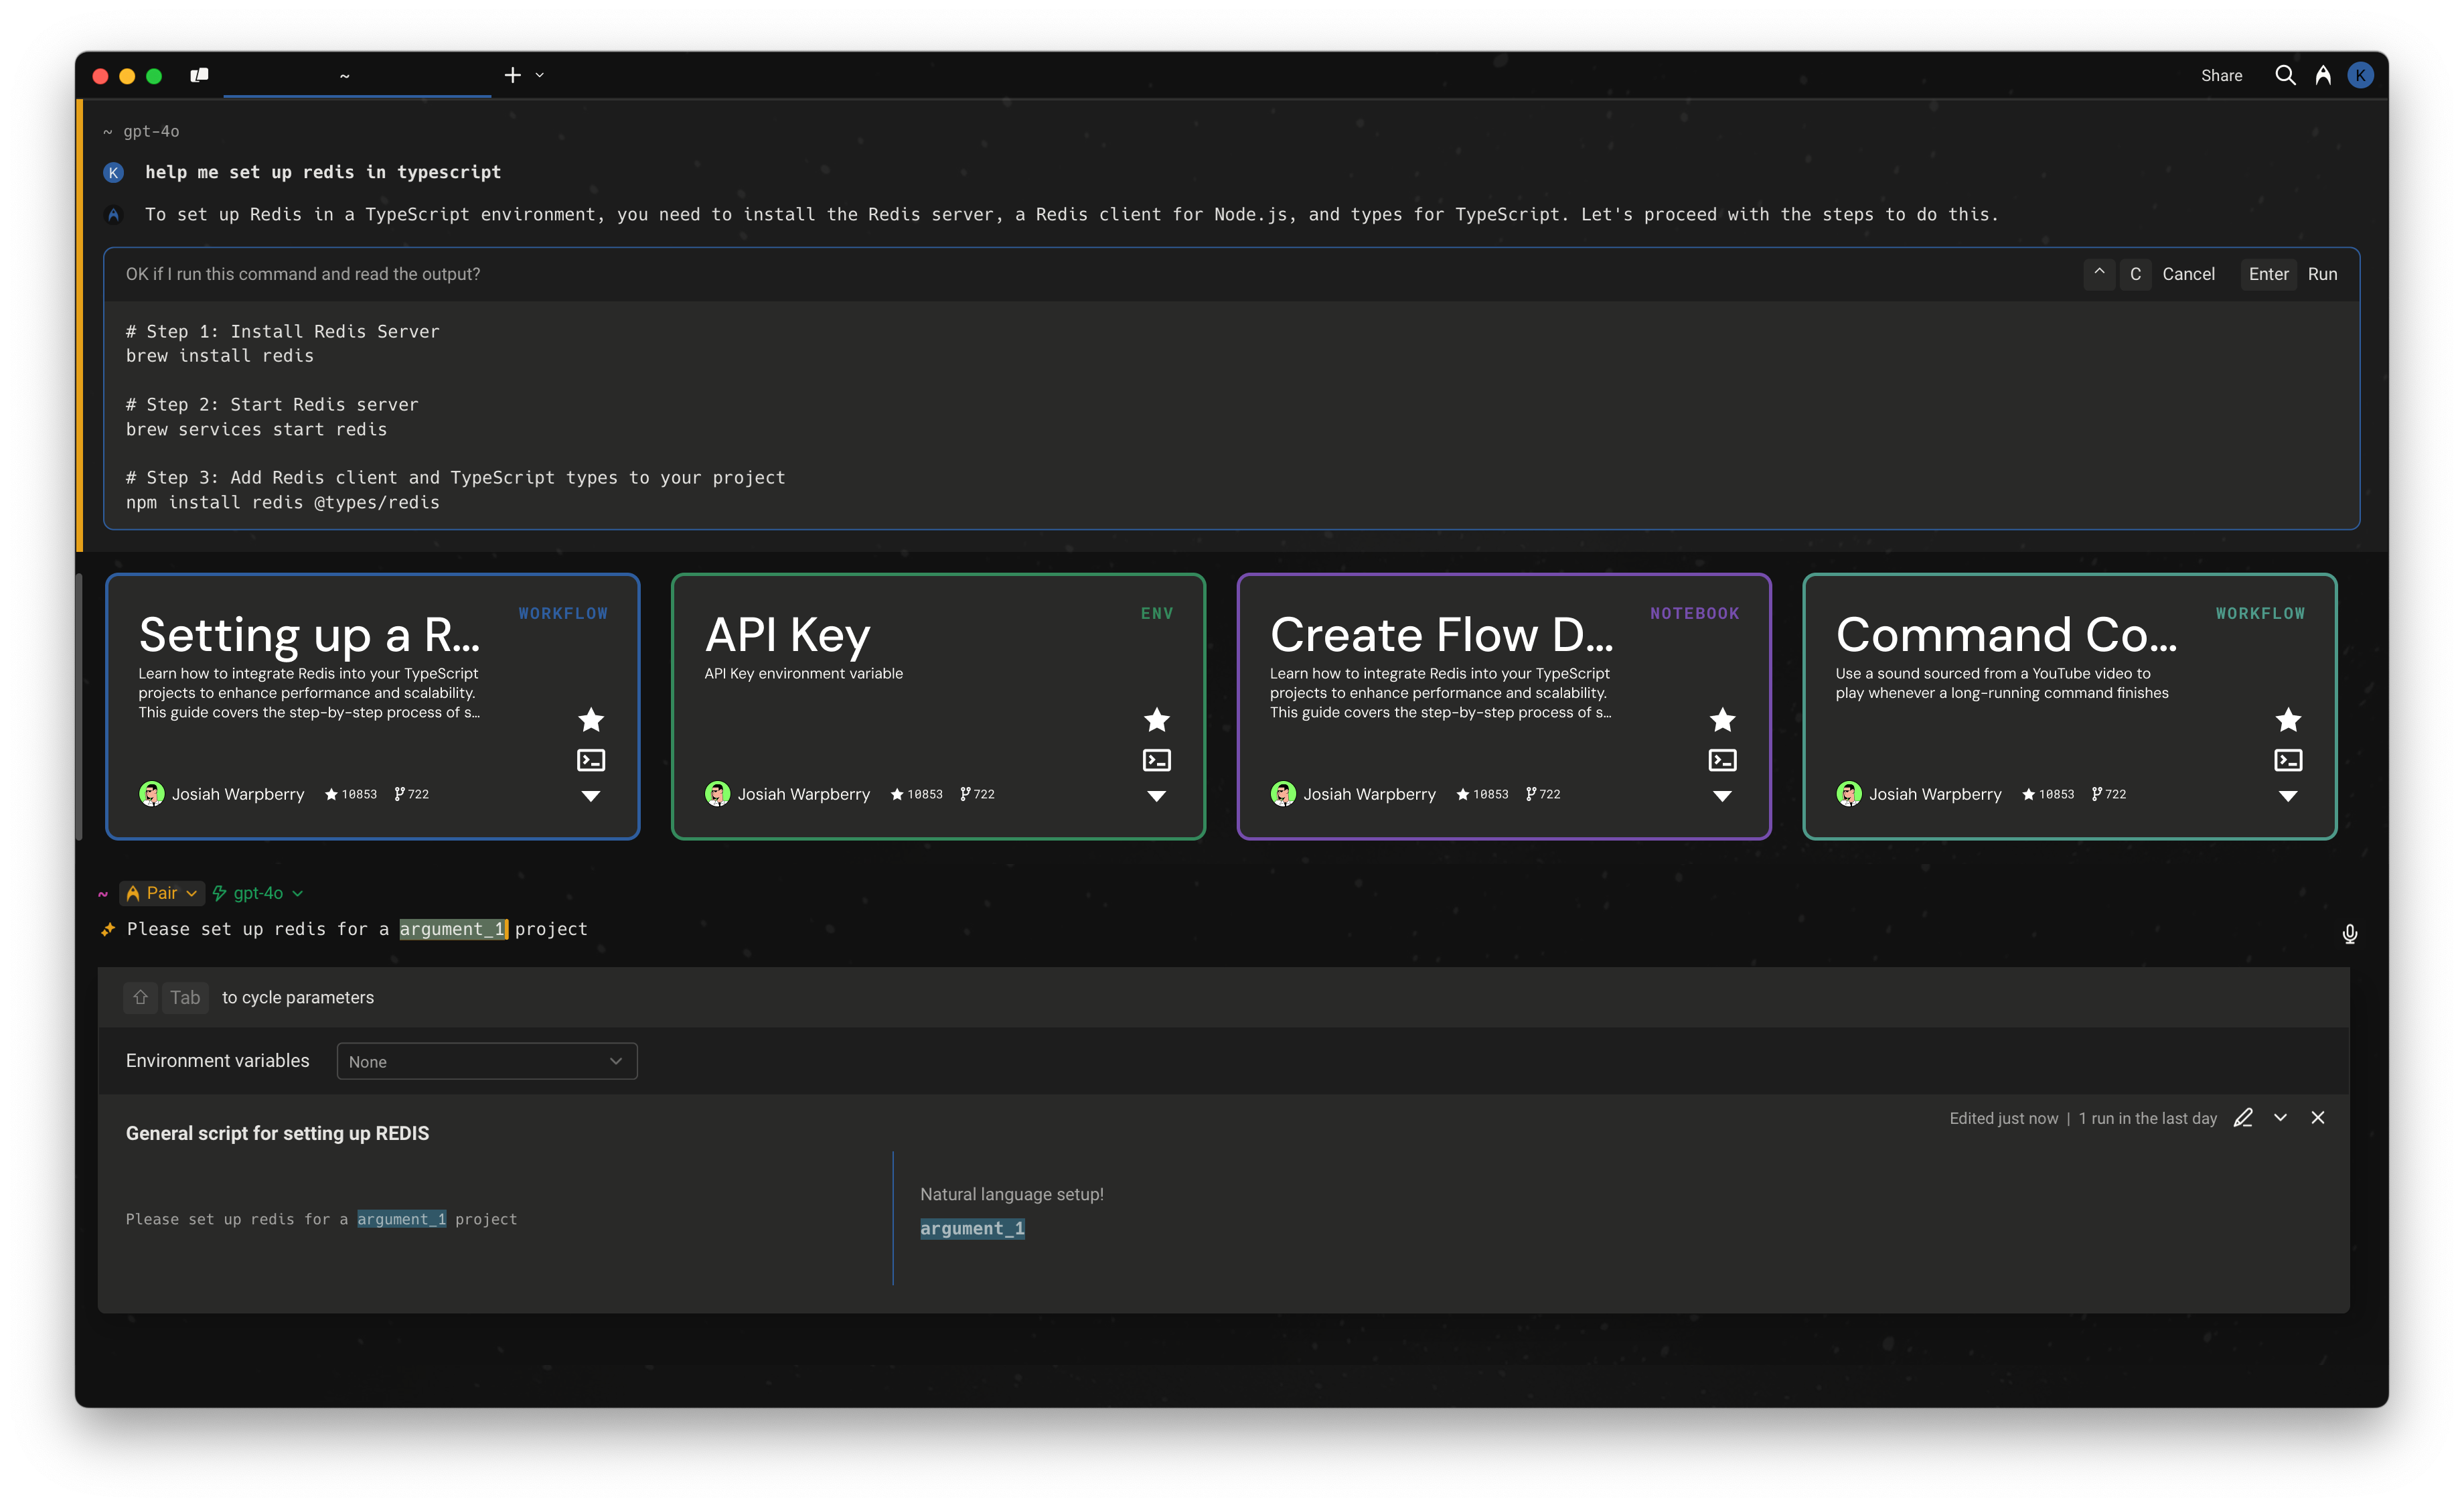 ~
Share
K
~ gpt-4o
K help me set up redis in typescript
To set up Redis in a TypeScript environment, you need to install the Redis server, a Redis client for Node.js, and types for TypeScript. Let's proceed with the steps to do this.
OK if I run this command and read the output?
^ C Cancel Enter Run
# Step 1: Install Redis Server
brew install redis
# Step 2: Start Redis server
brew services start redis
# Step 3: Add Redis client and TypeScript types to your project
npm install redis @types/redis
WORKFLOW
Setting up a R...
Learn how to integrate Redis into your TypeScript
projects to enhance performance and scalability.
This guide covers the step-by-step process of s...
Josiah Warpberry 10853 722
ENV
API Key
API Key environment variable
Josiah Warpberry 10853 722
NOTEBOOK
Create Flow D...
Learn how to integrate Redis into your TypeScript
projects to enhance performance and scalability.
This guide covers the step-by-step process of s...
Josiah Warpberry 10853 722
WORKFLOW
Command Co...
Use a sound sourced from a YouTube video to
play whenever a long-running command finishes
Josiah Warpberry 10853 722
~ Pair gpt-4o
Please set up redis for a argument_1 project
Tab to cycle parameters
Environment variables None
Edited just now | 1 run in the last day
General script for setting up REDIS
Please set up redis for a argument_1 project
Natural language setup!
argument_1